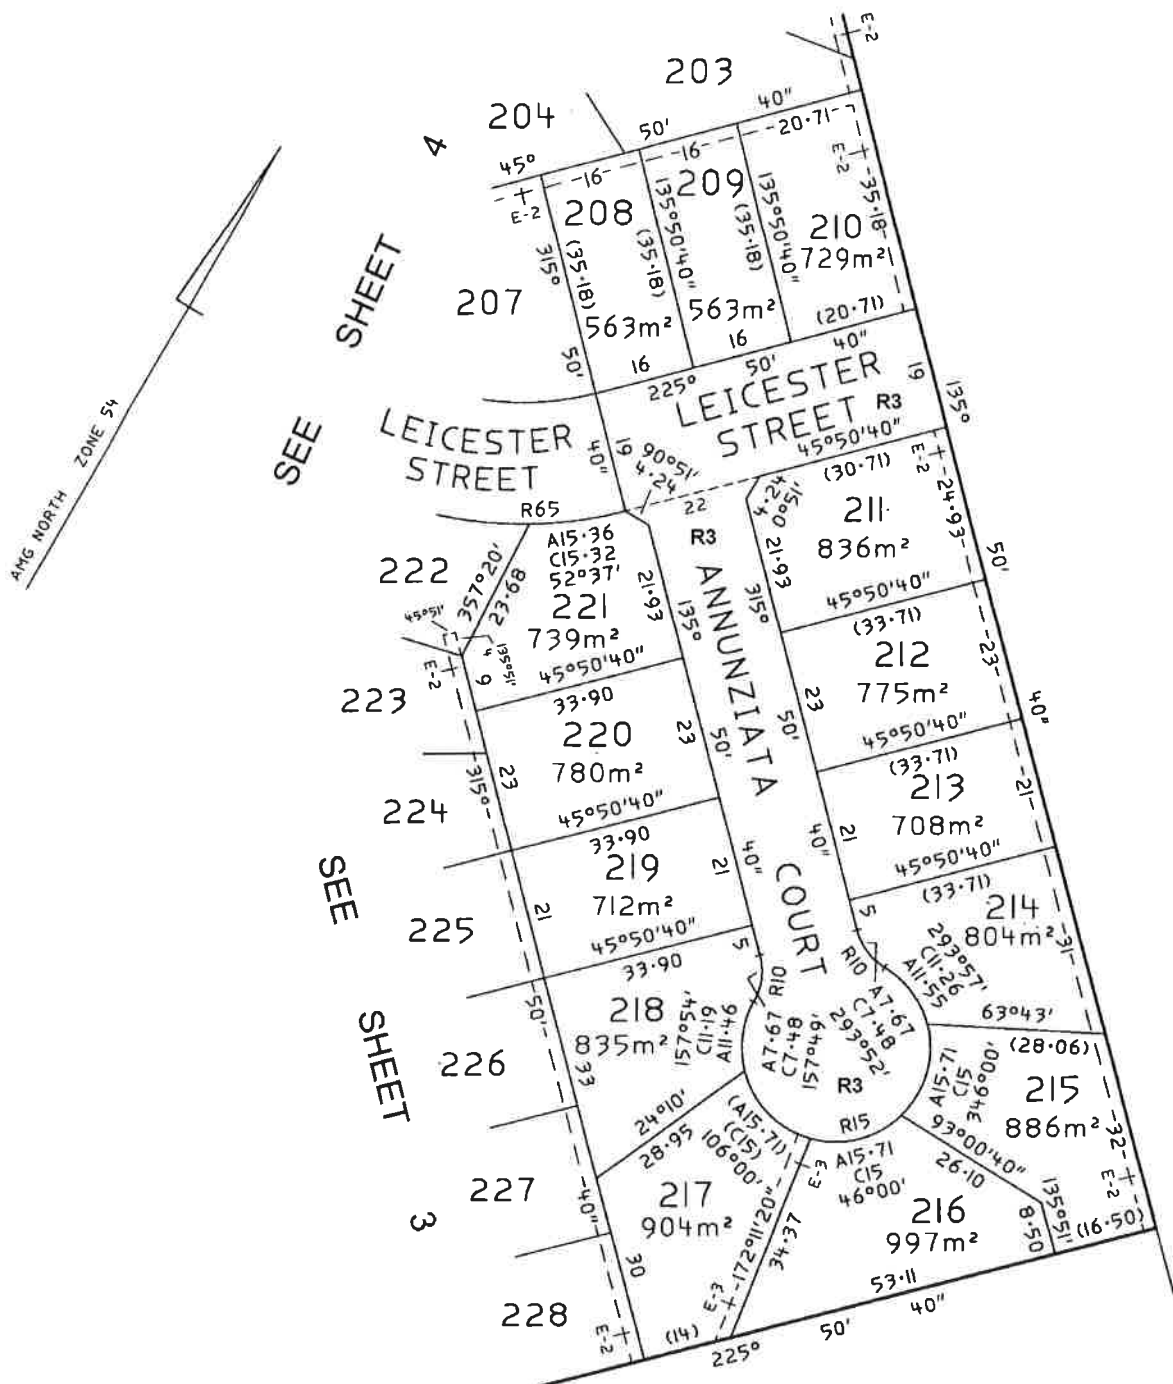 203
204
4
40"
50'
45°
E-2
20·71
16
16
E-2
E-2
35·18
208
209
210
729m²
(35·18)
(35·18)
(35·18)
135°50'40"
135°50'40"
315°
207
563m²
563m²
(20·71)
50'
16
16
40"
50'
225°
LEICESTER
STREET R3
19
135°
45°50'40"
SEE SHEET
AMG NORTH ZONE 54
LEICESTER
STREET
40"
19
90°51'
4·24
E-2
(30·71)
24·93
R65
22
4·24
0°51'
211
836m²
R3
A15·36
C15·32
52°37'
222
357°20'
23·68
221
739m²
21·93
135°
21·93
315°
50'
45°51'
4
135°51'
9
E-2
45°50'40"
45°50'40"
(33·71)
212
775m²
23
223
33·90
220
780m²
23
50'
ANNUNZIATA
COURT
23
50'
40"
45°50'40"
315°
23
224
45°50'40"
(33·71)
213
708m²
21
SEE SHEET
3
33·90
219
712m²
21
40"
40"
21
45°50'40"
225
21
45°50'40"
(33·71)
214
804m²
31
5
33·90
5
R10
R10
293°57'
C11·26
A11·55
50'
218
835m²
157°54'
C11·19
A11·46
A7·67
C7·48
157°49'
A7·67
C7·48
293°52'
63°43'
226
33
(28·06)
R3
215
886m²
A15·71
C15
346°00'
24°10'
28·95
(A15·71)
(C15)
106°00'
R15
93°00'40"
26·10
32
E-2
227
40"
217
904m²
E-3
A15·71
C15
46°00'
216
997m²
135°51'
8·50
(16·50)
172°11'20"
34·37
30
53·11
228
E-2
E-3
(14)
40"
50'
225°